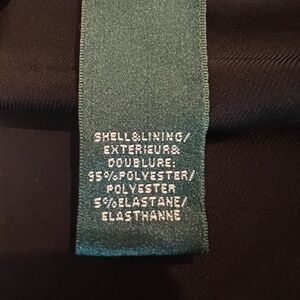 SHELL&LINING/
EXTERIEUR&
DOUBLURE:
95%POLYESTER/
POLYESTER
5%ELASTANE/
ELASTHANNE